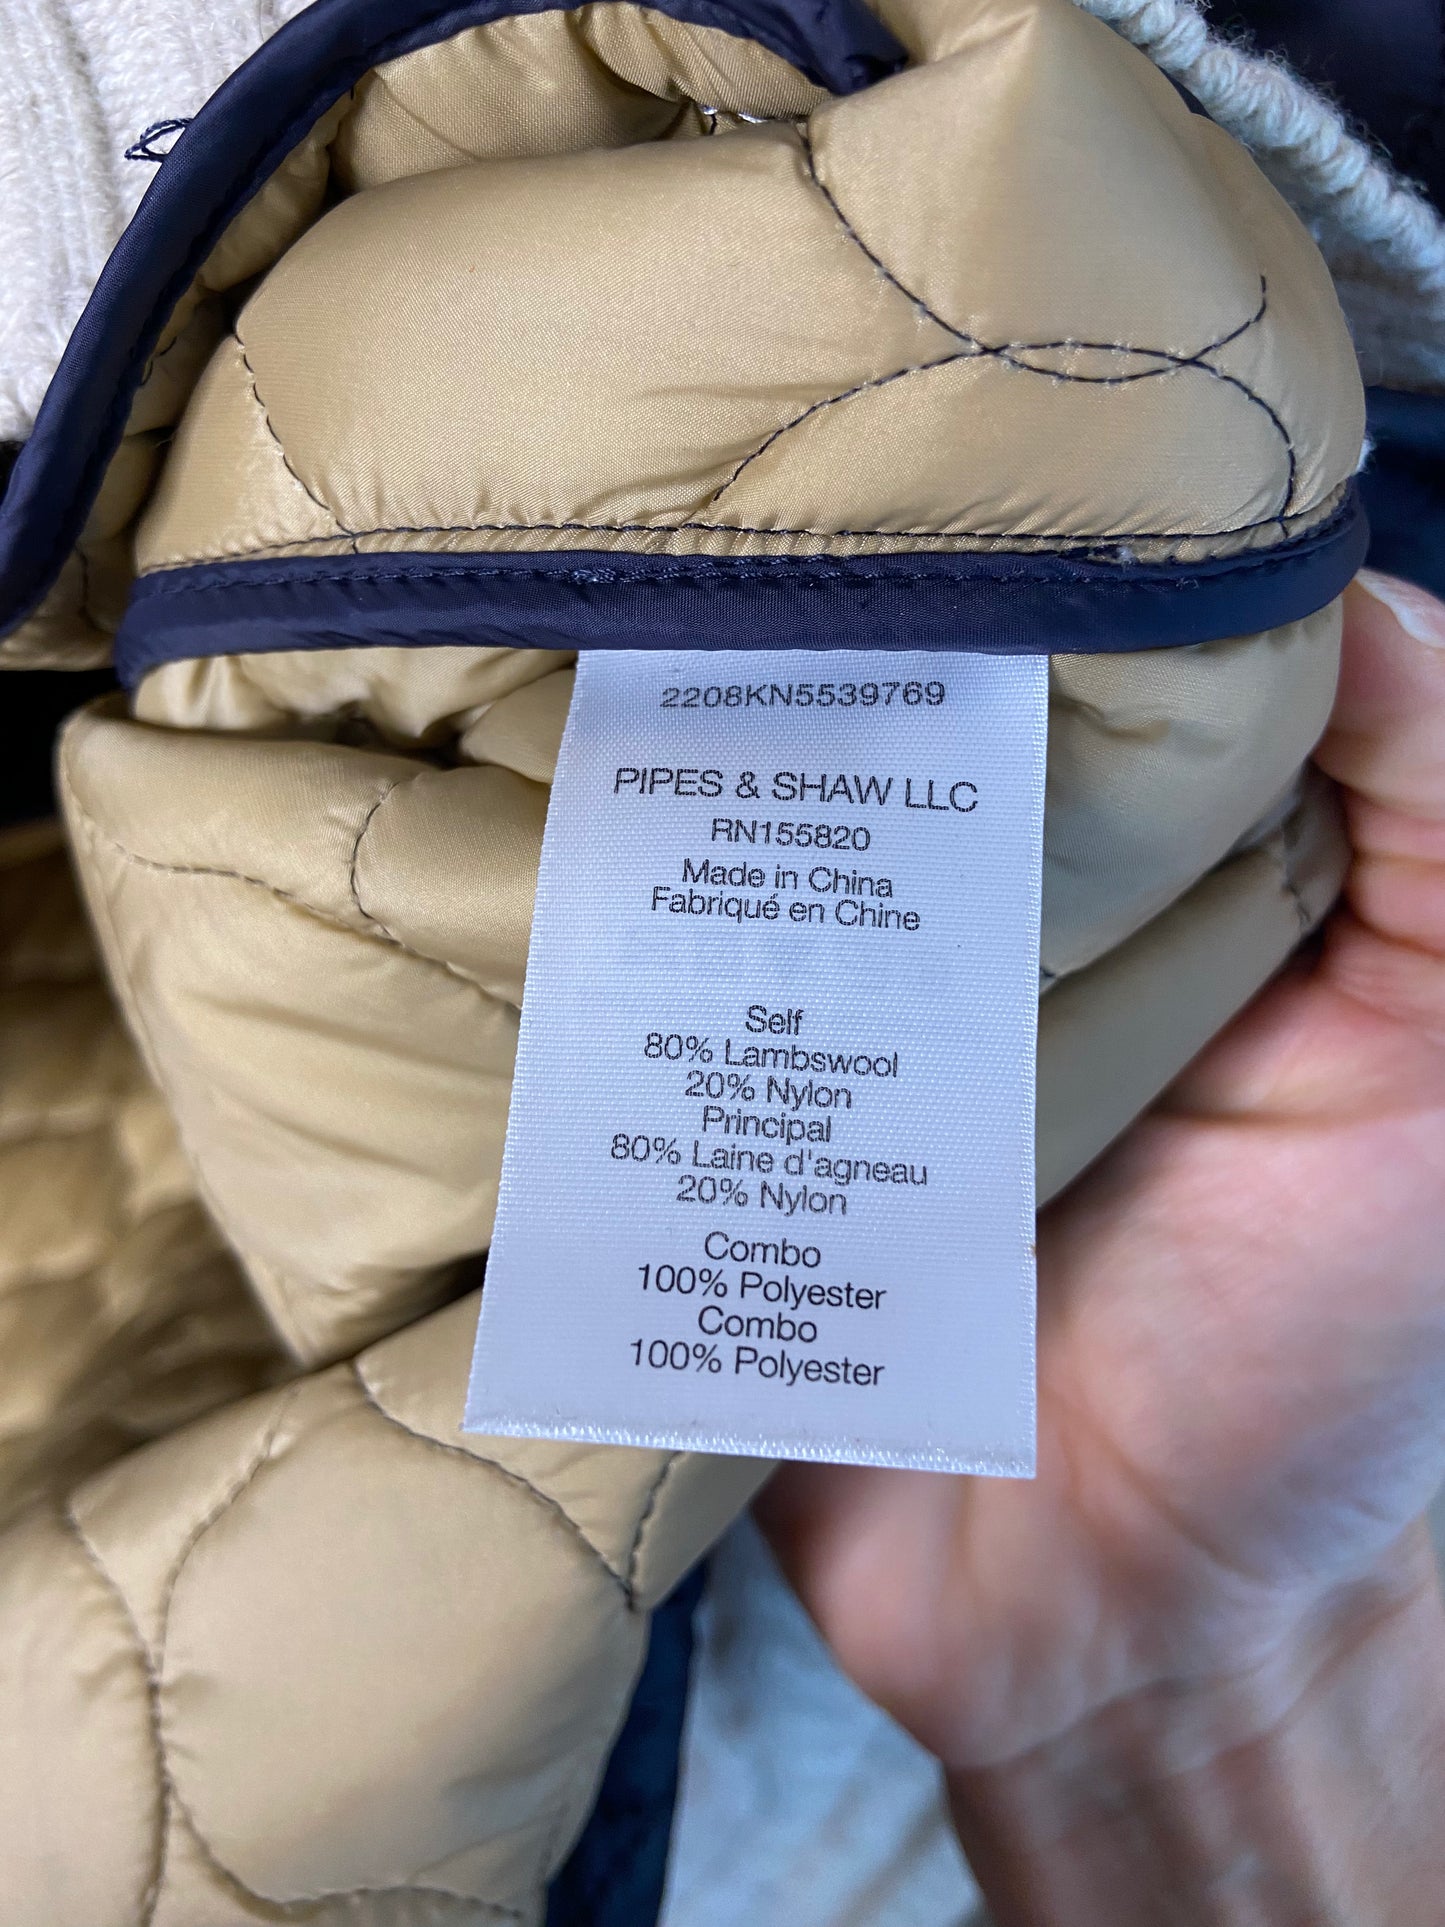 2208KN5539769
PIPES & SHAW LLC
RN155820
Made in China
Fabriqué en Chine
Self
80% Lambswool
20% Nylon
Principal
80% Laine d'agneau
20% Nylon
Combo
100% Polyester
Combo
100% Polyester